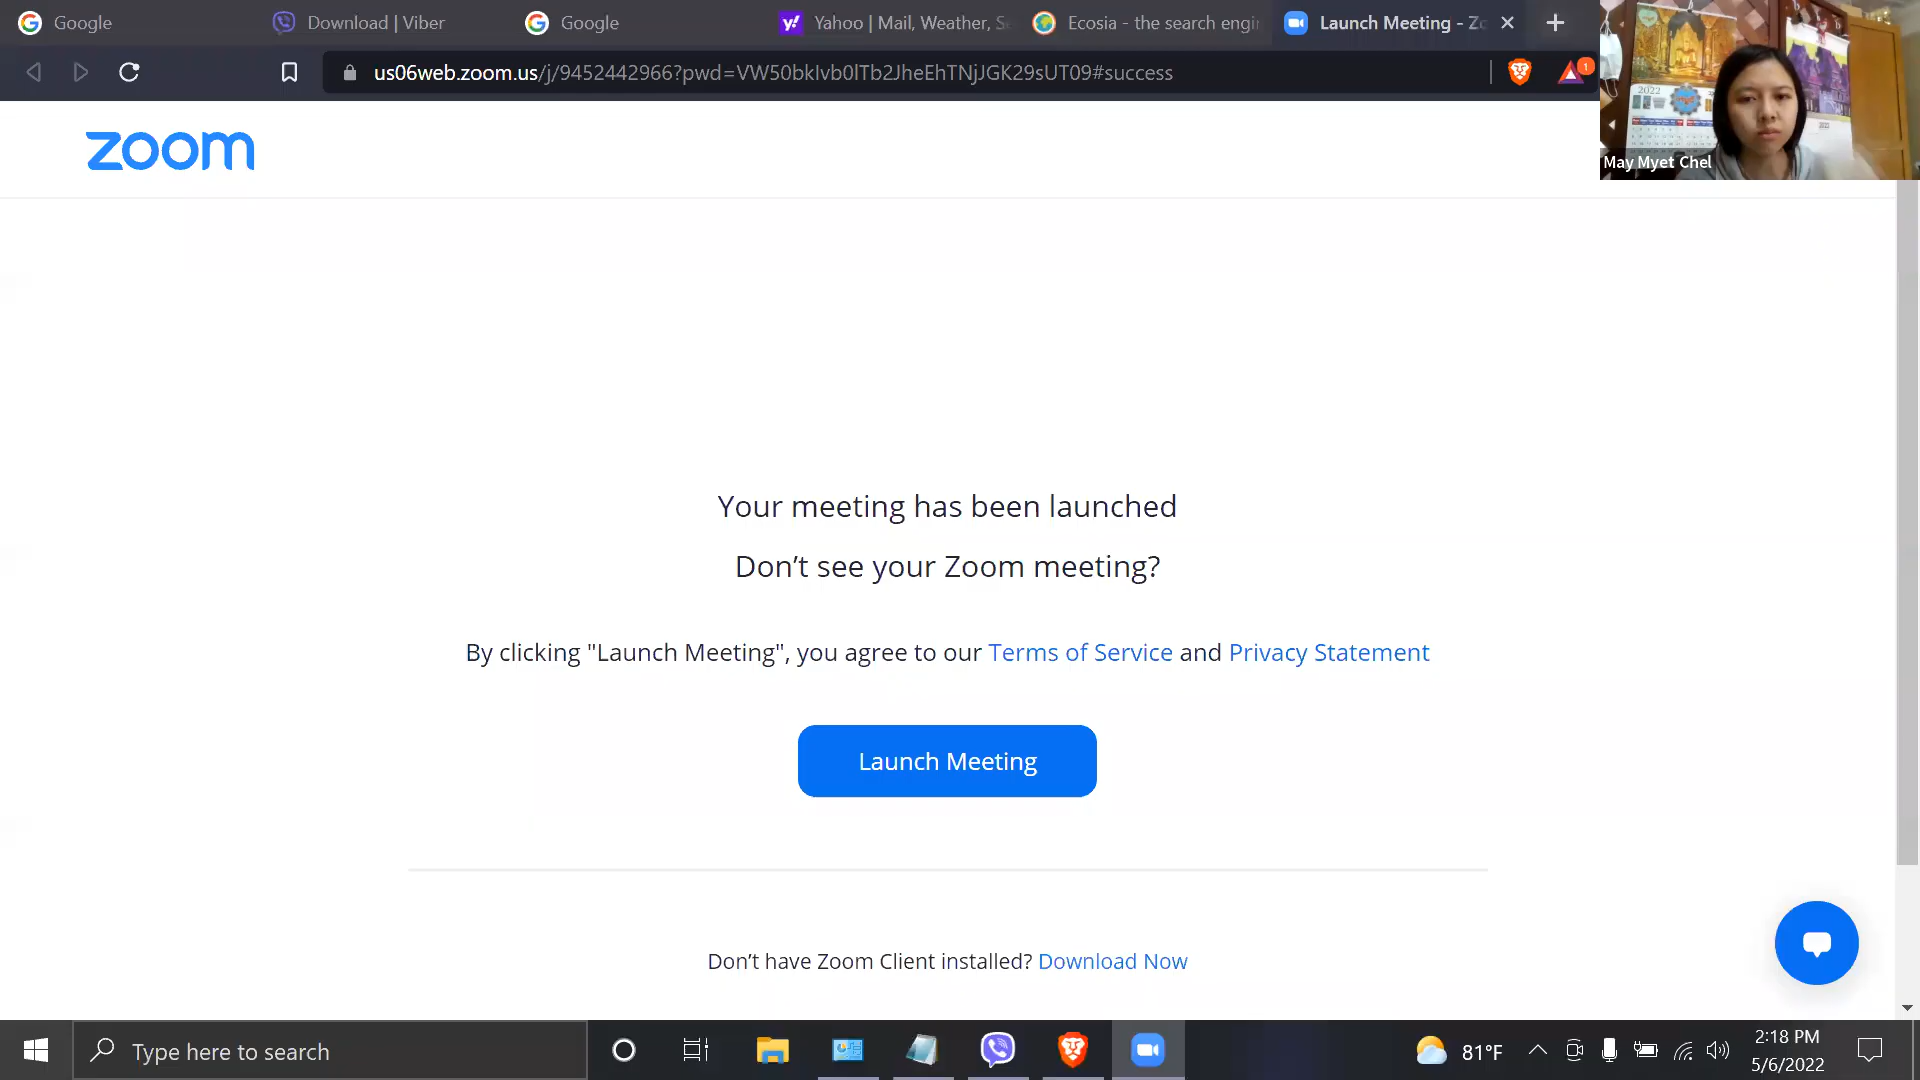 Google
Download | Viber
Google
Yahoo | Mail, Weather, S
Ecosia - the search engi
Launch Meeting - Zo
us06web.zoom.us/j/9452442966?pwd=VW50bkIvb0lTb2JheEhTNjJGK29sUT09#success
1
2022
May Myet Chel
zoom
Your meeting has been launched
Don’t see your Zoom meeting?
By clicking "Launch Meeting", you agree to our Terms of Service and Privacy Statement
Launch Meeting
Don’t have Zoom Client installed? Download Now
Type here to search
81°F
2:18 PM
5/6/2022